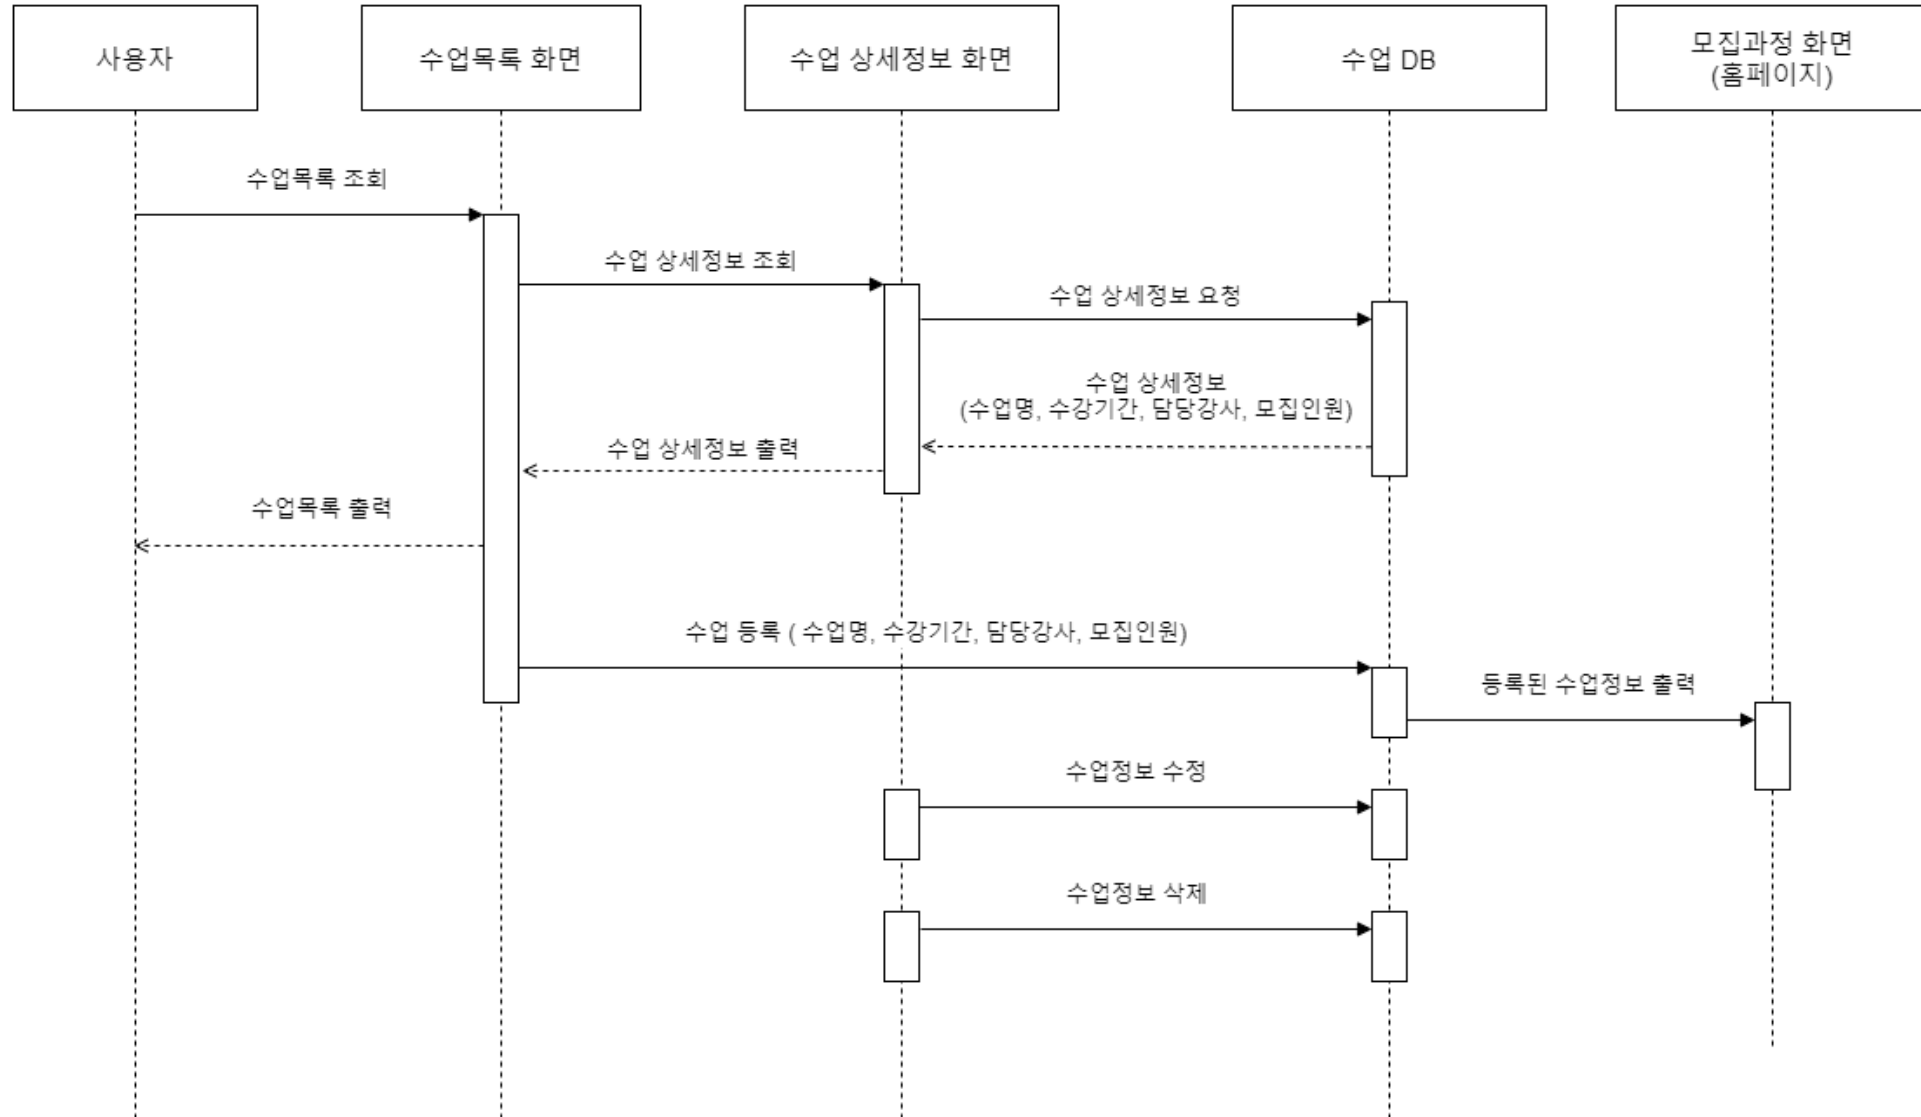 사용자
수업목록 화면
수업 상세정보 화면
수업 DB
모집과정 화면
(홈페이지)
수업목록 조회
수업 상세정보 조회
수업 상세정보 요청
수업 상세정보
(수업명, 수강기간, 담당강사, 모집인원)
수업 상세정보 출력
수업목록 출력
수업 등록 ( 수업명, 수강기간, 담당강사, 모집인원)
등록된 수업정보 출력
수업정보 수정
수업정보 삭제